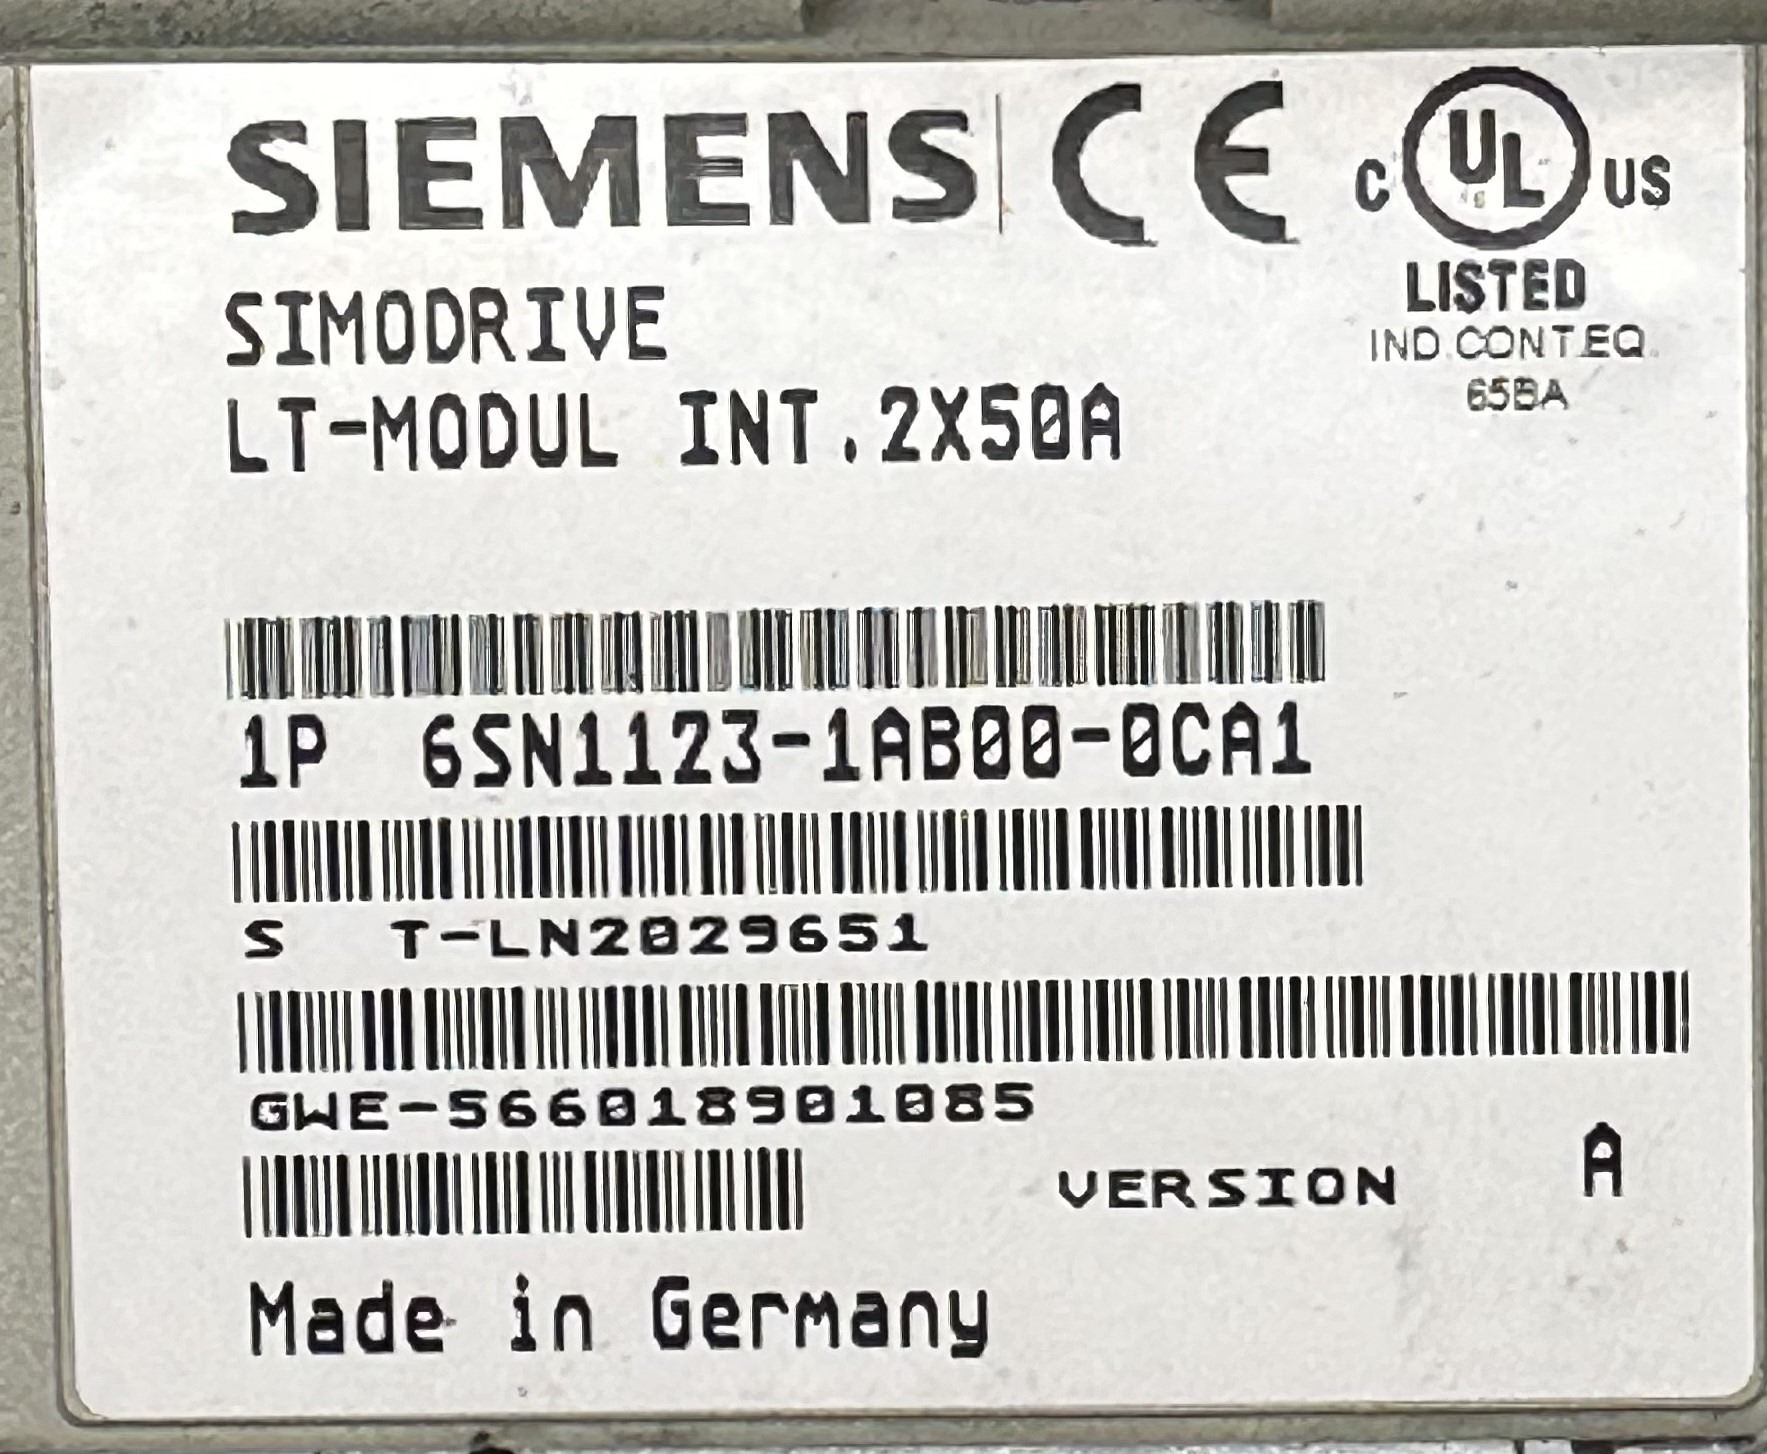 SIEMENS CE
C UL US
LISTED
IND.CONT.EQ.
65BA
SIMODRIVE
LT-MODUL INT.2X50A
1P 6SN1123-1AB00-0CA1
S T-LN2029651
GWE-566018901085
VERSION A
Made in Germany